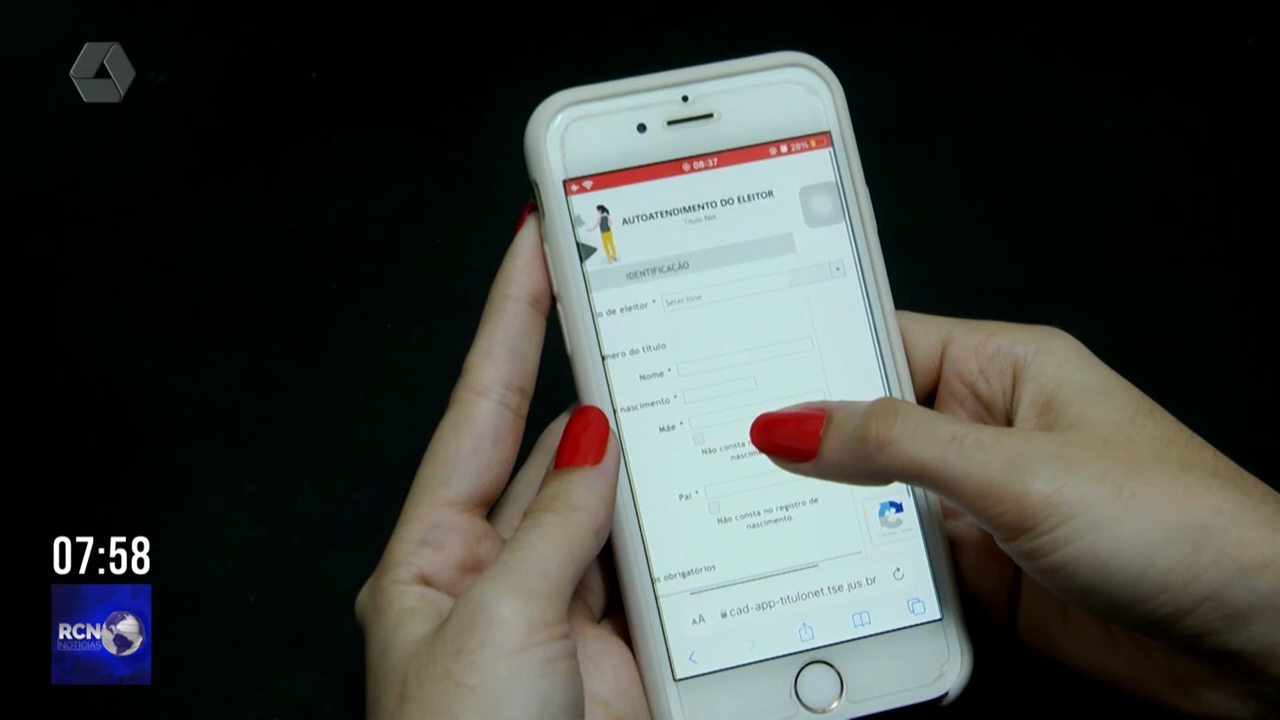 08:37
28%
AUTOATENDIMENTO DO ELEITOR
Título Net
IDENTIFICAÇÃO
o de eleitor *
Selecione
mero do título
Nome *
nascimento *
Mãe *
Não consta n
nascim
Pai *
Não consta no registro de
nascimento.
os obrigatórios
AA
cad-app-titulonet.tse.jus.br
07:58
RCN
NOTÍCIAS